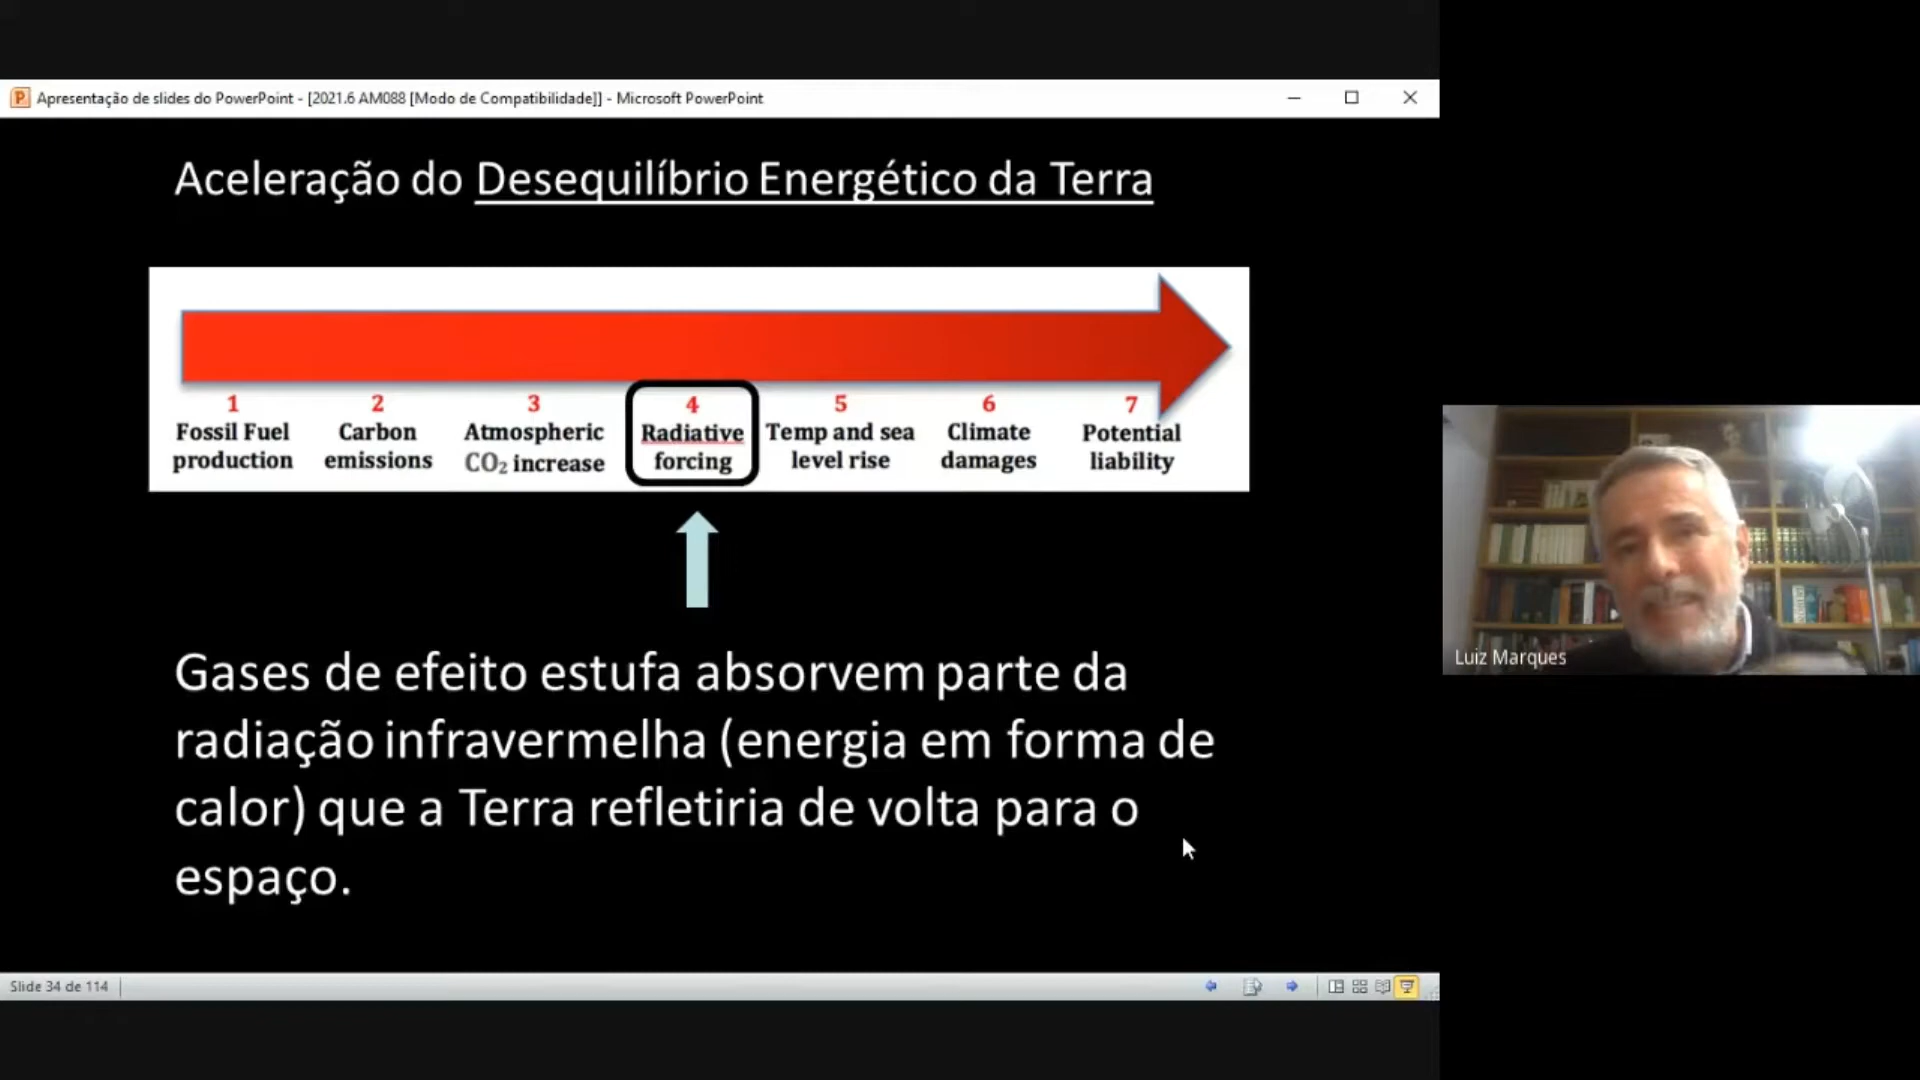 Apresentação de slides do PowerPoint - [2021.6 AM088 [Modo de Compatibilidade]] - Microsoft PowerPoint
Aceleração do Desequilíbrio Energético da Terra
1 2 3 4 5 6 7
Fossil Fuel Carbon Atmospheric Radiative Temp and sea Climate Potential
production emissions CO₂ increase forcing level rise damages liability
Gases de efeito estufa absorvem parte da
radiação infravermelha (energia em forma de
calor) que a Terra refletiria de volta para o
espaço.
Luiz Marques
Slide 34 de 114